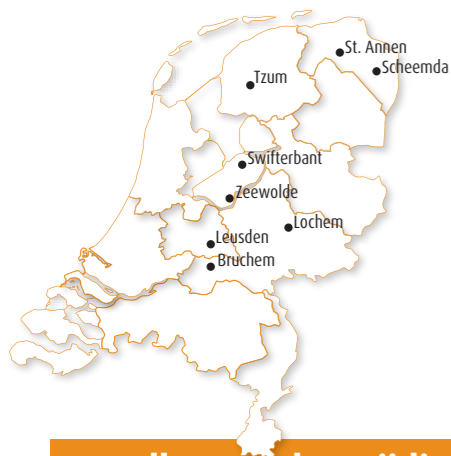 St. Annen
Scheemda
Tzum
Swifterbant
Zeewolde
Lochem
Leusden
Bruchem